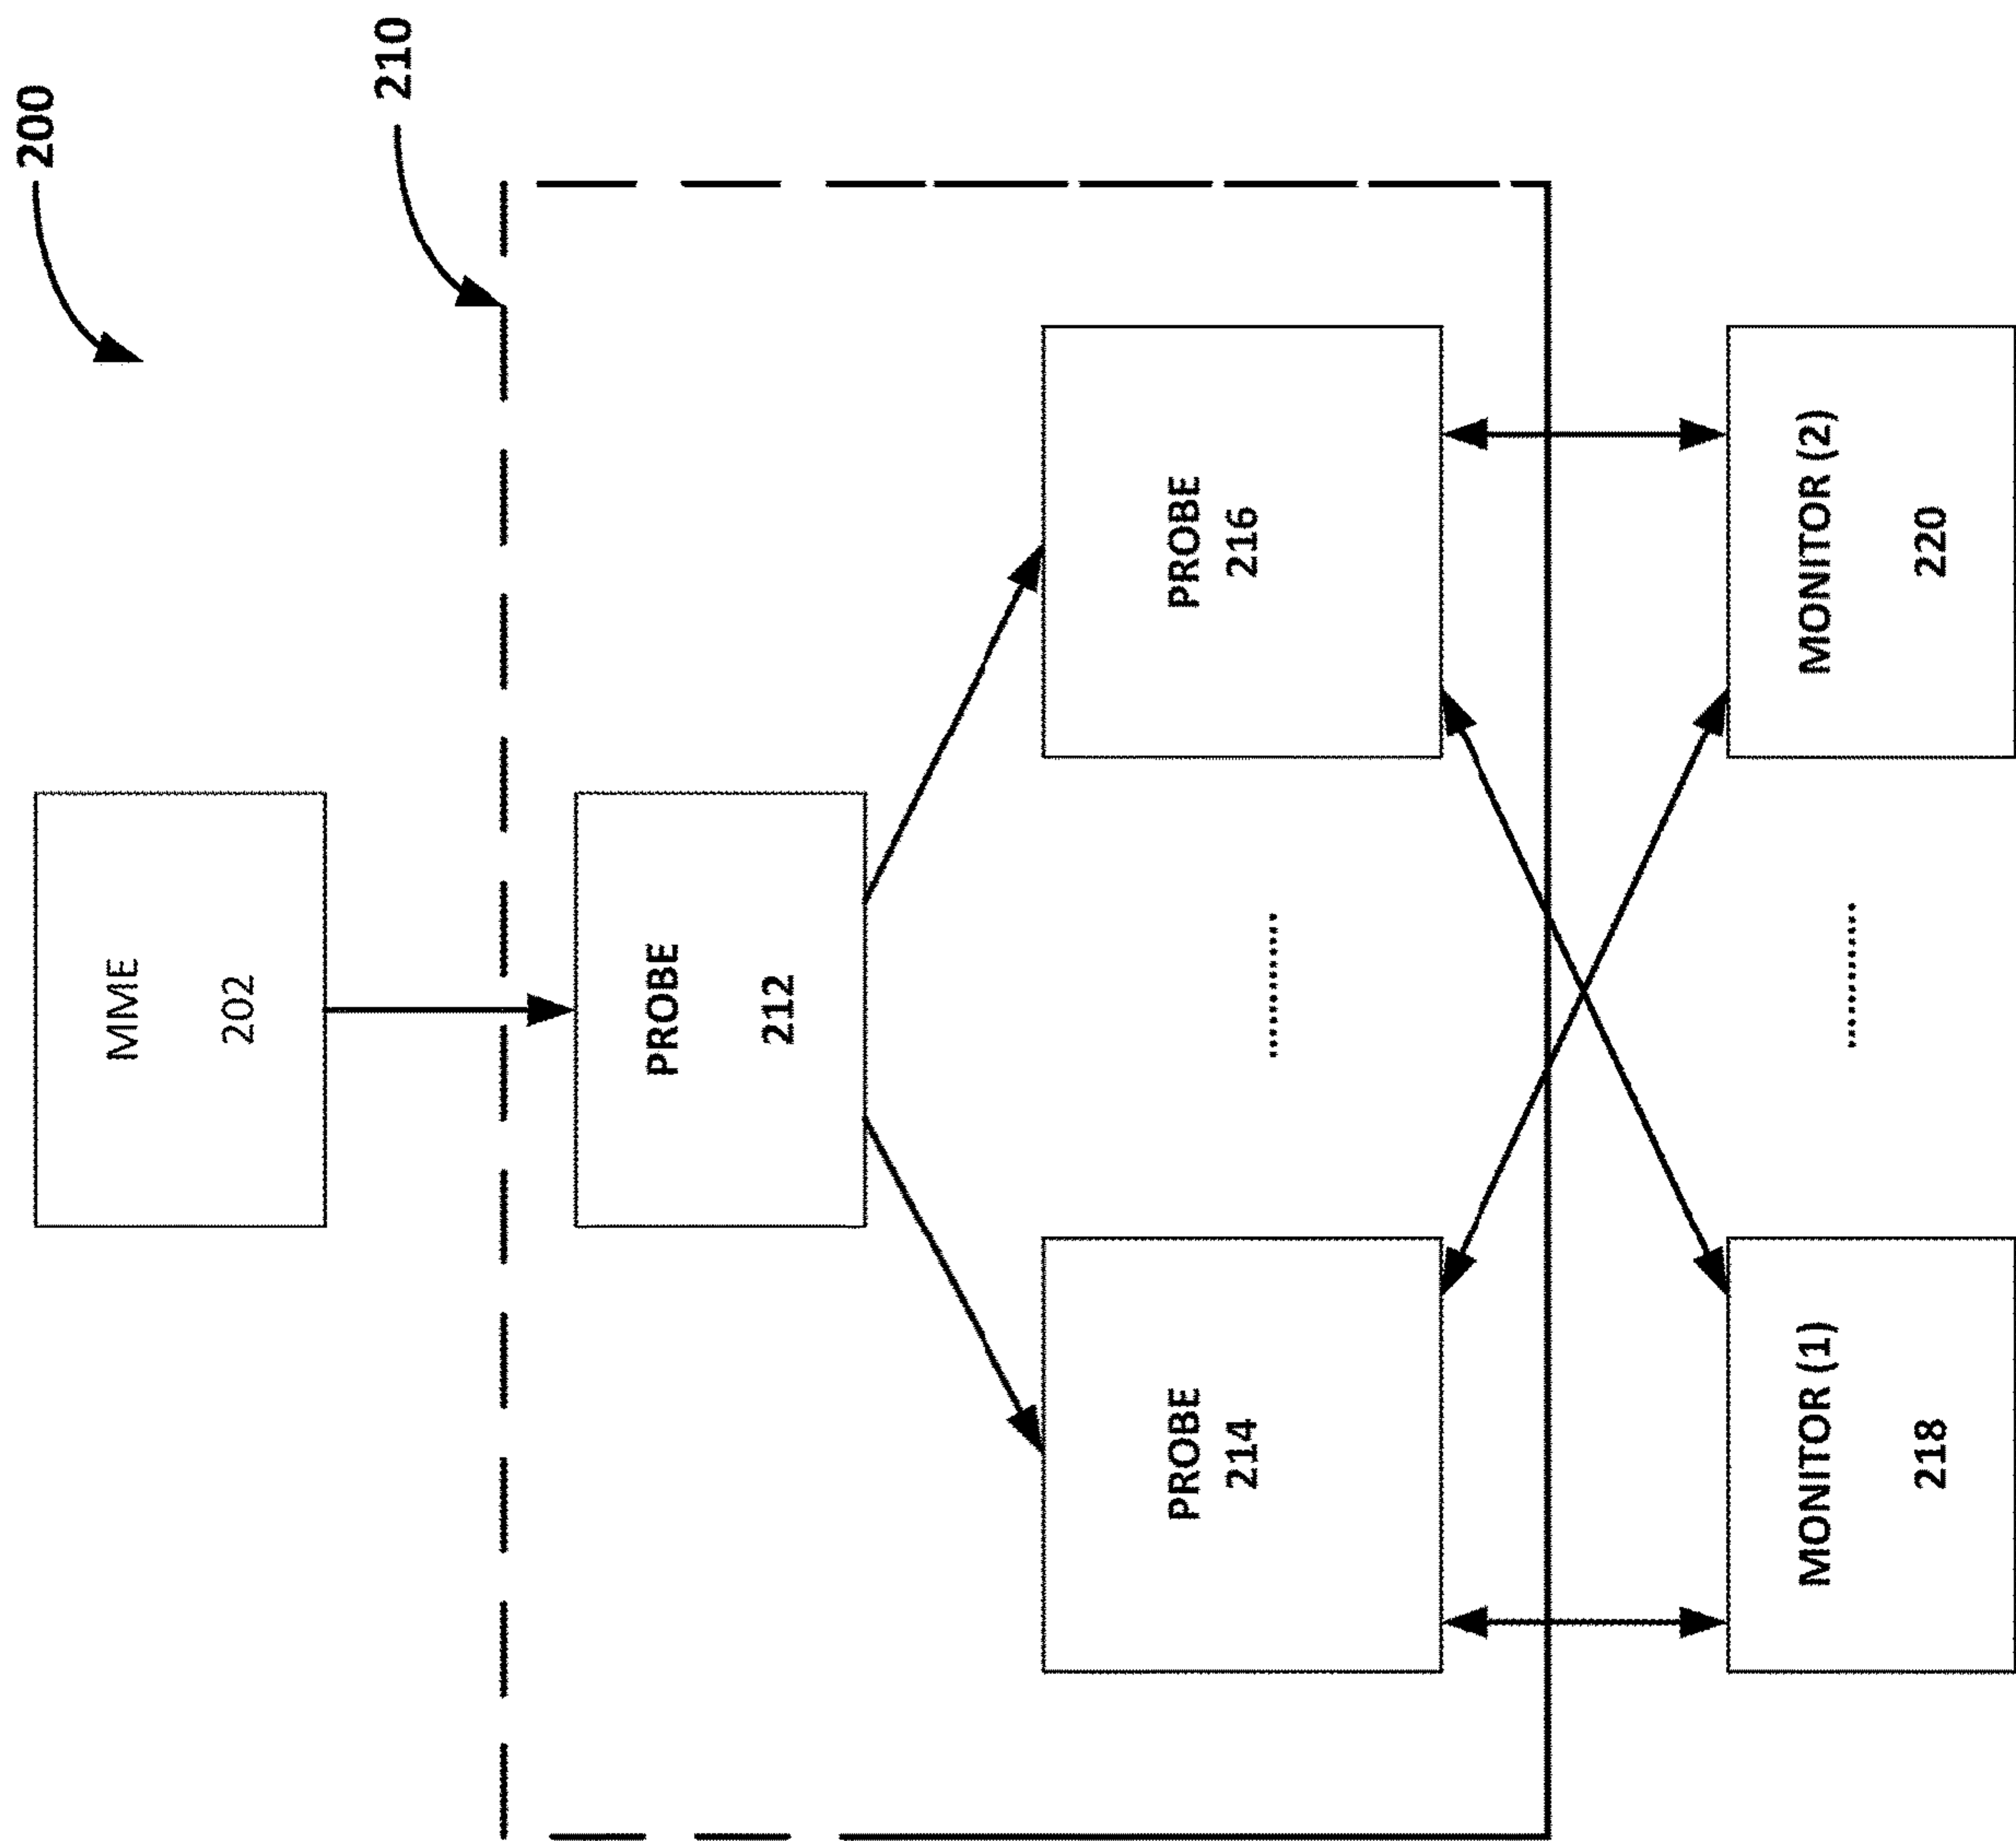 200
210
MME
202
PROBE
212
PROBE
214
PROBE
216
MONITOR (1)
218
MONITOR (2)
220